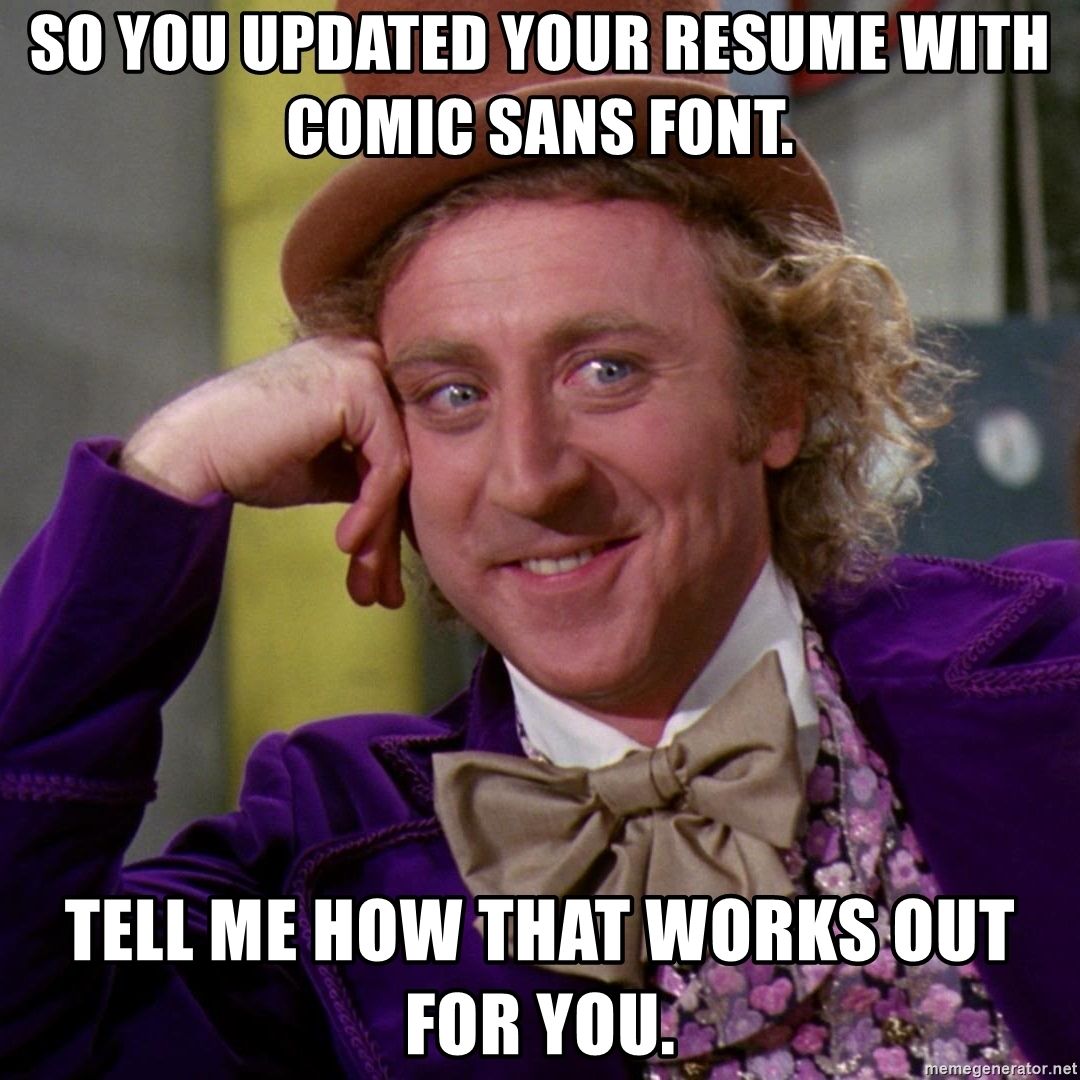 SO YOU UPDATED YOUR RESUME WITH
COMIC SANS FONT.
TELL ME HOW THAT WORKS OUT
FOR YOU.
memegenerator.net